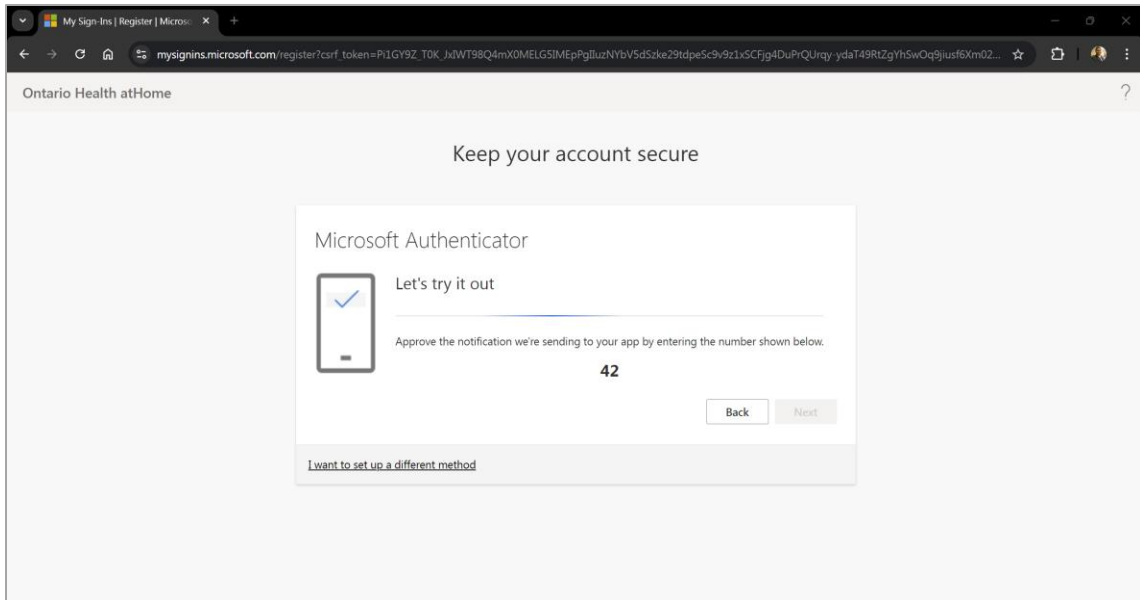 My Sign-Ins | Register | Microso
mysignins.microsoft.com/register?csrf_token=Pi1GY9Z_T0K_JxIWT98Q4mX0MELG5IMEpPgIIuzNYbV5d5zke29tdpeSc9v9z1xSCFjg4DuPrQUrqy-ydaT49RtZgYhSwOq9jiusf6Xm02...
Ontario Health atHome
?
Keep your account secure
Microsoft Authenticator
Let's try it out
Approve the notification we're sending to your app by entering the number shown below.
42
Back
Next
I want to set up a different method